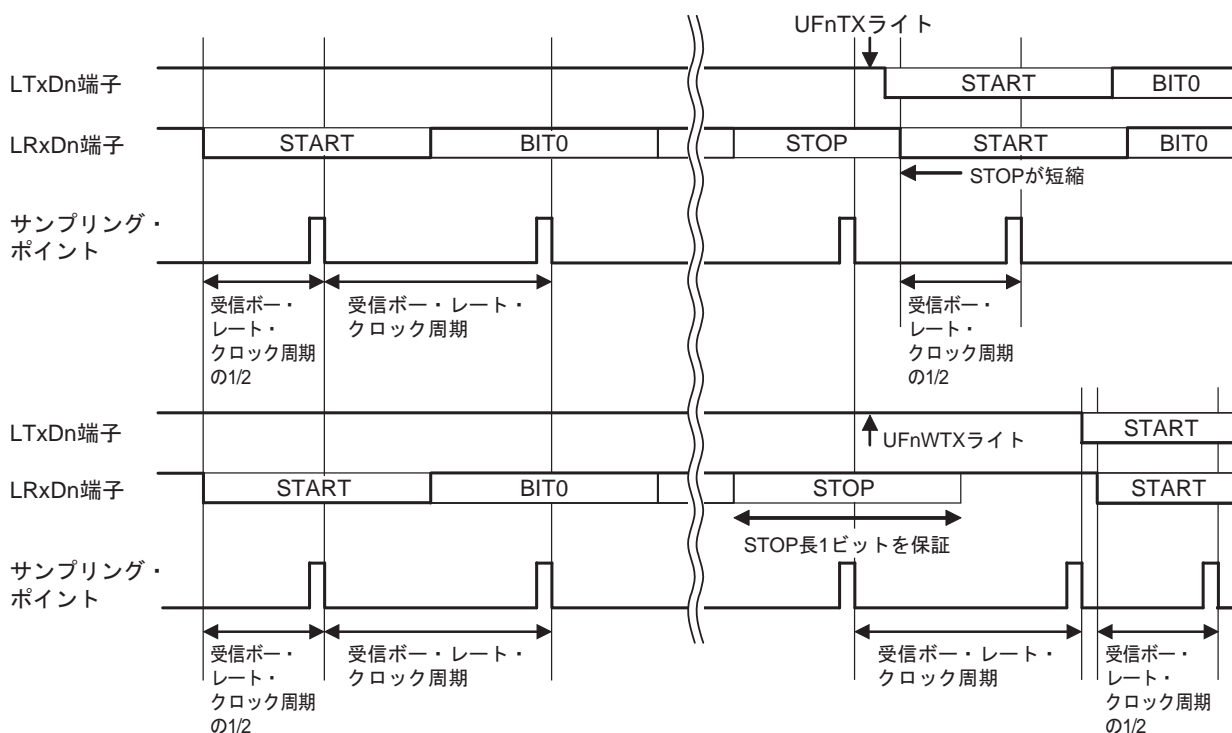 UFnTXライト
LTxDn端子
START
BIT0
LRxDn端子
START
BIT0
STOP
START
BIT0
STOPが短縮
サンプリング・
ポイント
受信ボー・
レート・
クロック周期
の1/2
受信ボー・レート・
クロック周期
受信ボー・
レート・
クロック周期
の1/2
LTxDn端子
UFnWTXライト
START
LRxDn端子
START
BIT0
STOP
START
STOP長1ビットを保証
サンプリング・
ポイント
受信ボー・
レート・
クロック周期
の1/2
受信ボー・レート・
クロック周期
受信ボー・レート・
クロック周期
受信ボー・
レート・
クロック周期
の1/2